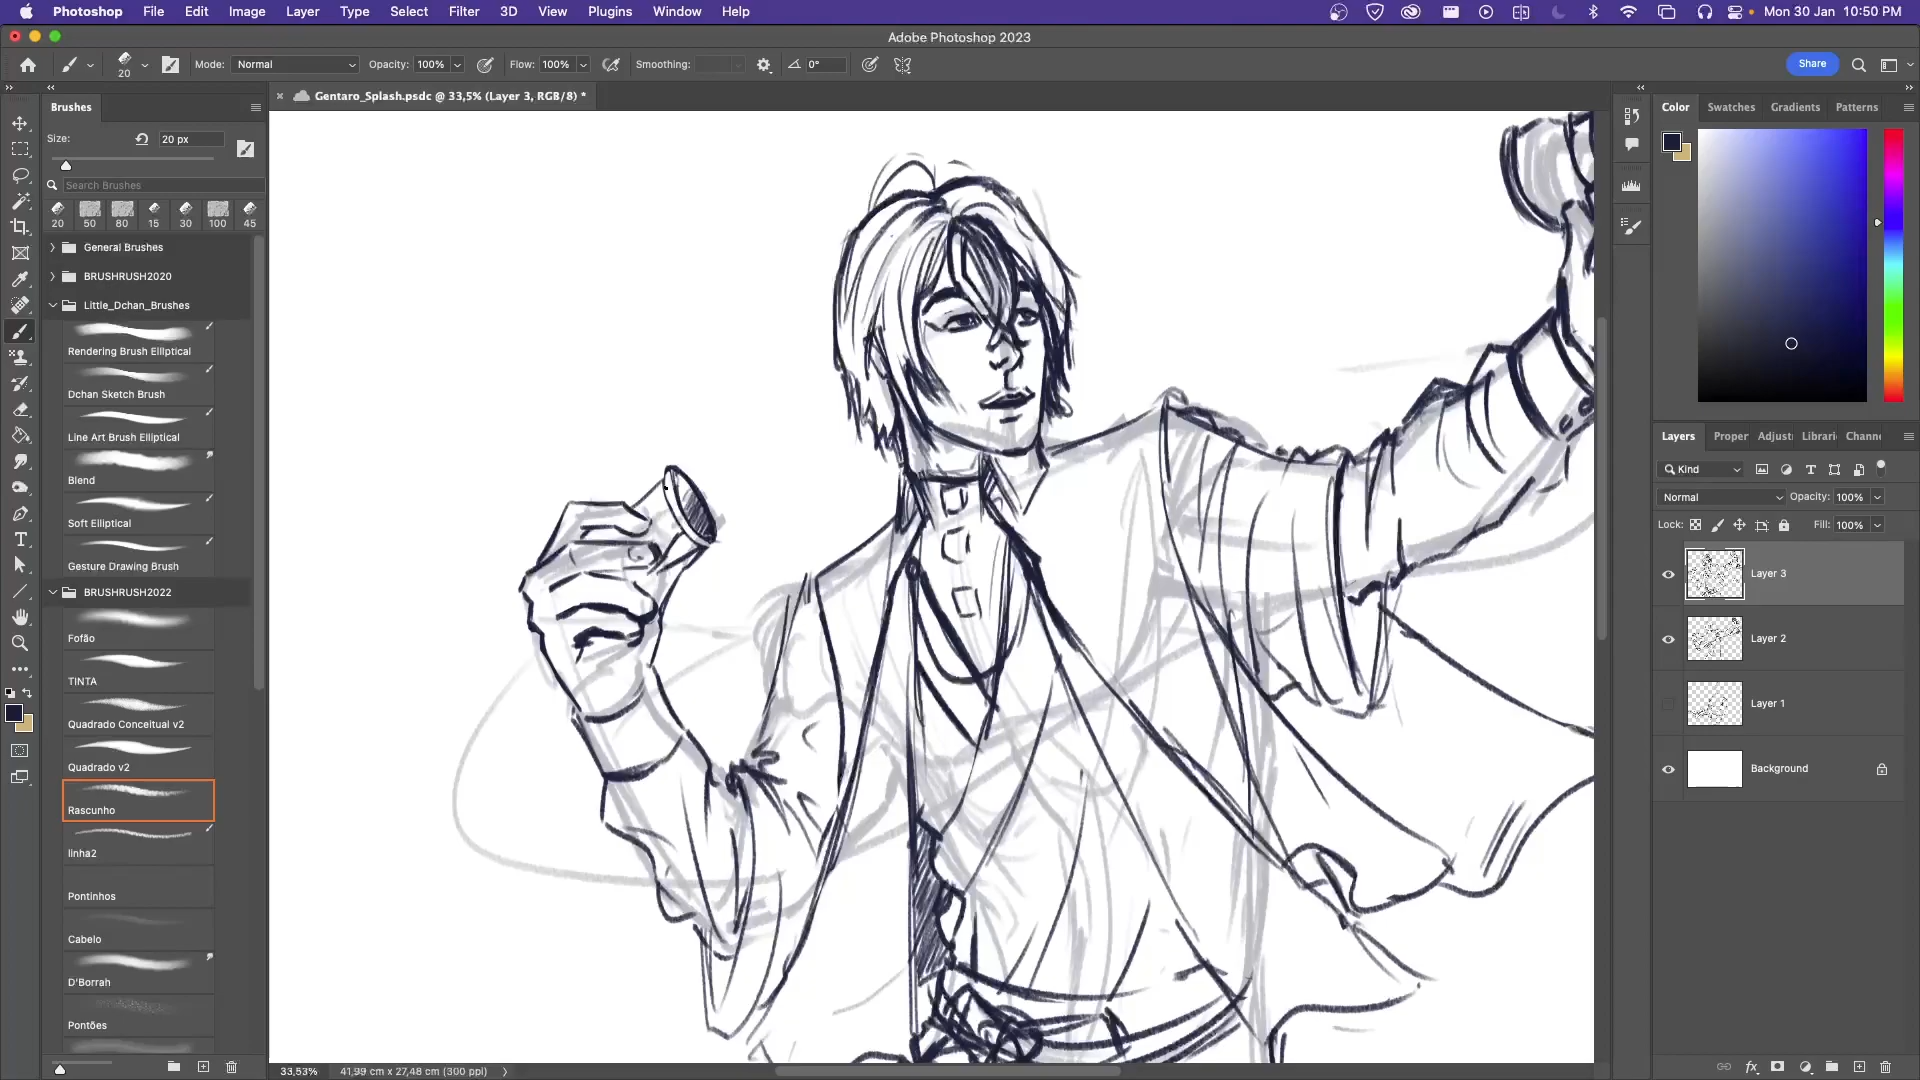 Photoshop File Edit Image Layer Type Select Filter 3D View Plugins Window Help Mon 30 Jan 10:50 PM
Adobe Photoshop 2023
20 Mode: Normal Opacity: 100% Flow: 100% Smoothing: 0° Share
Gentaro_Splash.psdc @ 33,5% (Layer 3, RGB/8) *
Brushes
Size: 20 px
Search Brushes
20 50 80 15 30 100 45
General Brushes
BRUSHRUSH2020
Little_Dchan_Brushes
Rendering Brush Elliptical
Dchan Sketch Brush
Line Art Brush Elliptical
Blend
Soft Elliptical
Gesture Drawing Brush
BRUSHRUSH2022
Fofão
TINTA
Quadrado Conceitual v2
Quadrado v2
Rascunho
linha2
Pontinhos
Cabelo
D'Borrah
Pontões
33,53% 41,99 cm x 27,48 cm (300 ppi)
Color Swatches Gradients Patterns
Layers Proper Adjust Librari Chann
Kind
Normal Opacity: 100%
Lock: Fill: 100%
Layer 3
Layer 2
Layer 1
Background